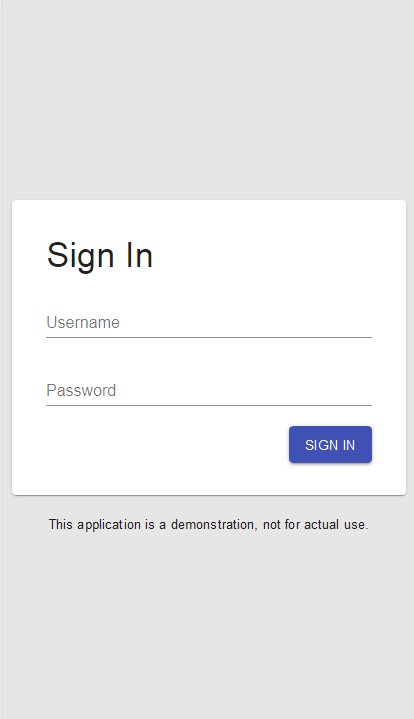 Sign In
Username
Password
SIGN IN
This application is a demonstration, not for actual use.